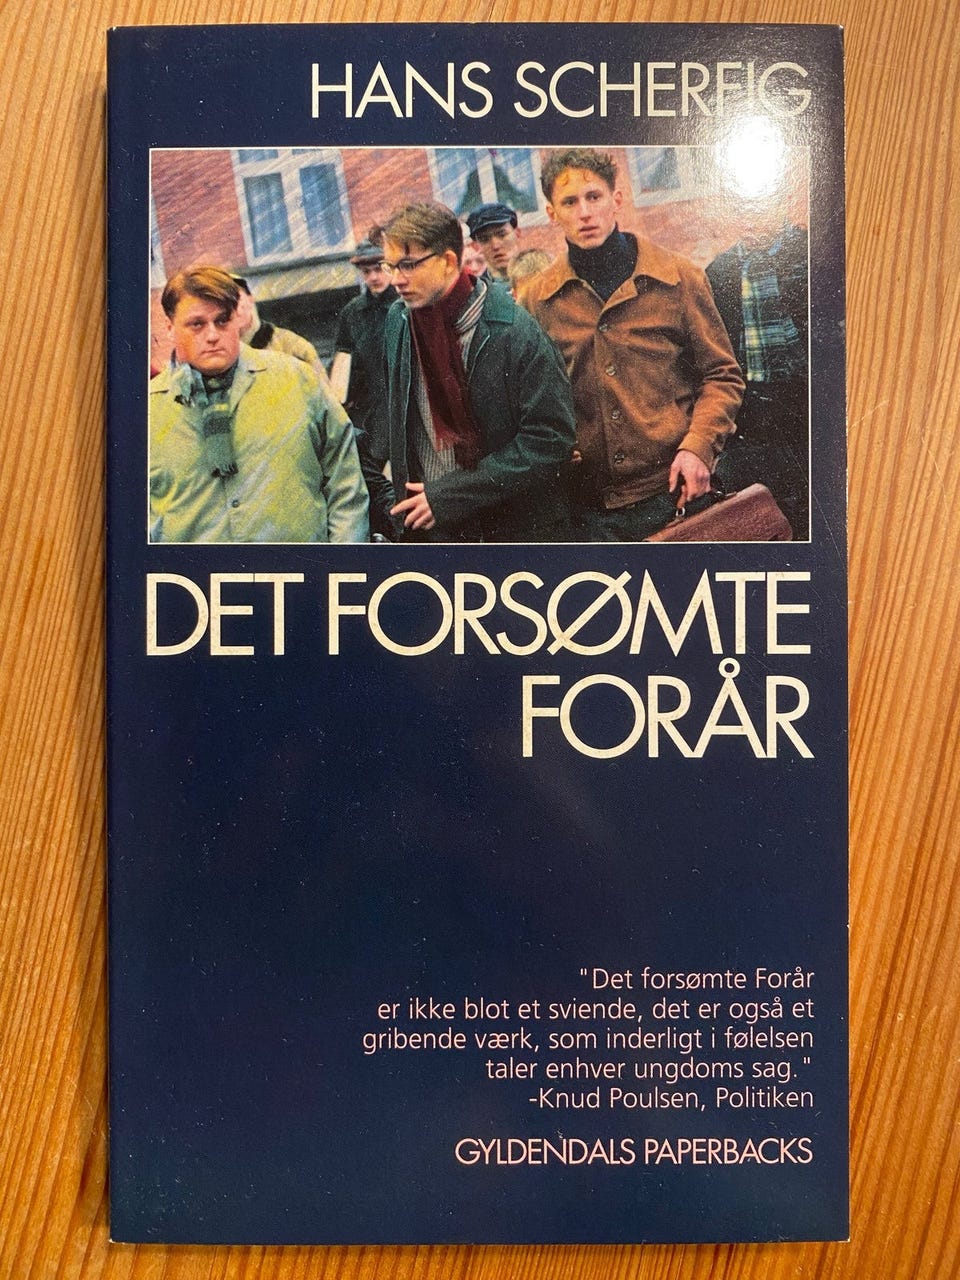 HANS SCHERFIG
DET FORSØMTE
FORÅR
"Det forsømte Forår
er ikke blot et sviende, det er også et
gribende værk, som inderligt i følelsen
taler enhver ungdoms sag."
-Knud Poulsen, Politiken
GYLDENDALS PAPERBACKS